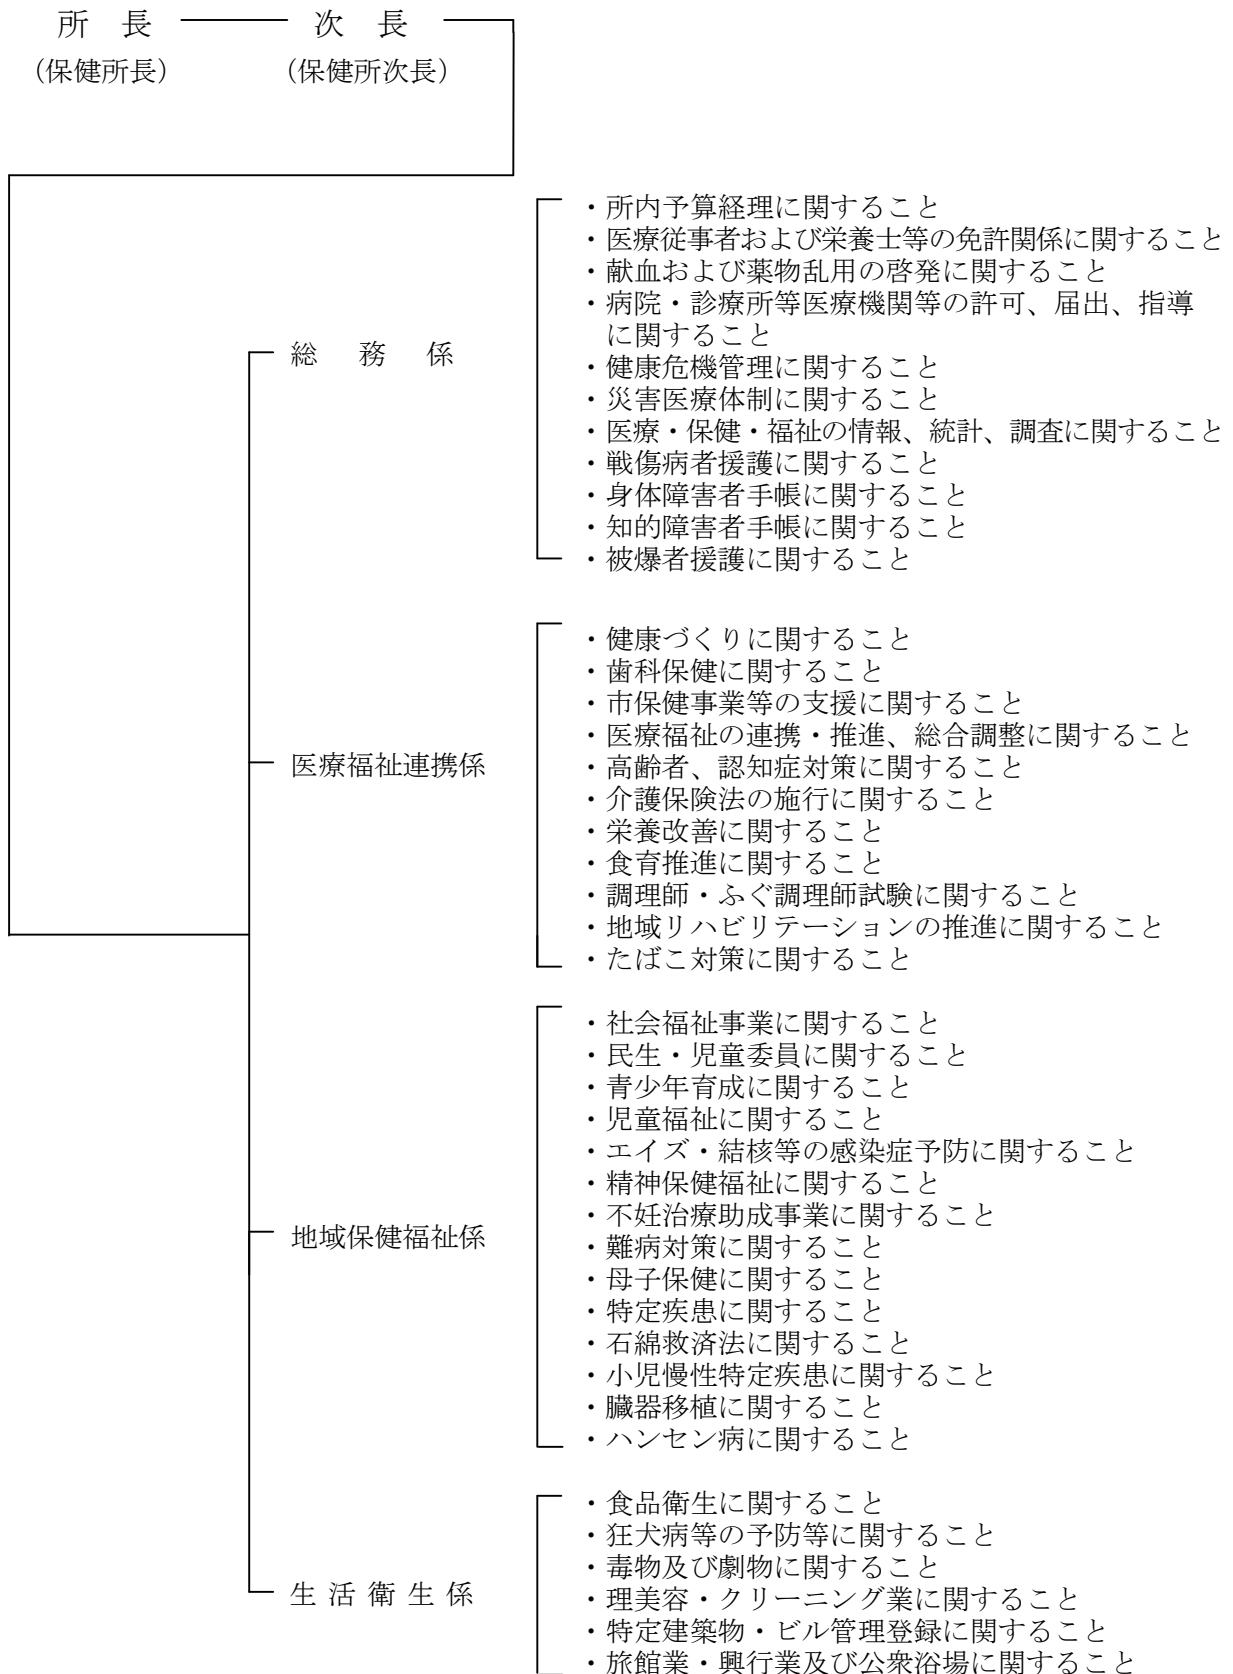 所　長　次　長
(保健所長)　(保健所次長)
総　務　係
・所内予算経理に関すること
・医療従事者および栄養士等の免許関係に関すること
・献血および薬物乱用の啓発に関すること
・病院・診療所等医療機関等の許可、届出、指導
に関すること
・健康危機管理に関すること
・災害医療体制に関すること
・医療・保健・福祉の情報、統計、調査に関すること
・戦傷病者援護に関すること
・身体障害者手帳に関すること
・知的障害者手帳に関すること
・被爆者援護に関すること
医療福祉連携係
・健康づくりに関すること
・歯科保健に関すること
・市保健事業等の支援に関すること
・医療福祉の連携・推進、総合調整に関すること
・高齢者、認知症対策に関すること
・介護保険法の施行に関すること
・栄養改善に関すること
・食育推進に関すること
・調理師・ふぐ調理師試験に関すること
・地域リハビリテーションの推進に関すること
・たばこ対策に関すること
地域保健福祉係
・社会福祉事業に関すること
・民生・児童委員に関すること
・青少年育成に関すること
・児童福祉に関すること
・エイズ・結核等の感染症予防に関すること
・精神保健福祉に関すること
・不妊治療助成事業に関すること
・難病対策に関すること
・母子保健に関すること
・特定疾患に関すること
・石綿救済法に関すること
・小児慢性特定疾患に関すること
・臓器移植に関すること
・ハンセン病に関すること
生 活 衛 生 係
・食品衛生に関すること
・狂犬病等の予防等に関すること
・毒物及び劇物に関すること
・理美容・クリーニング業に関すること
・特定建築物・ビル管理登録に関すること
・旅館業・興行業及び公衆浴場に関すること